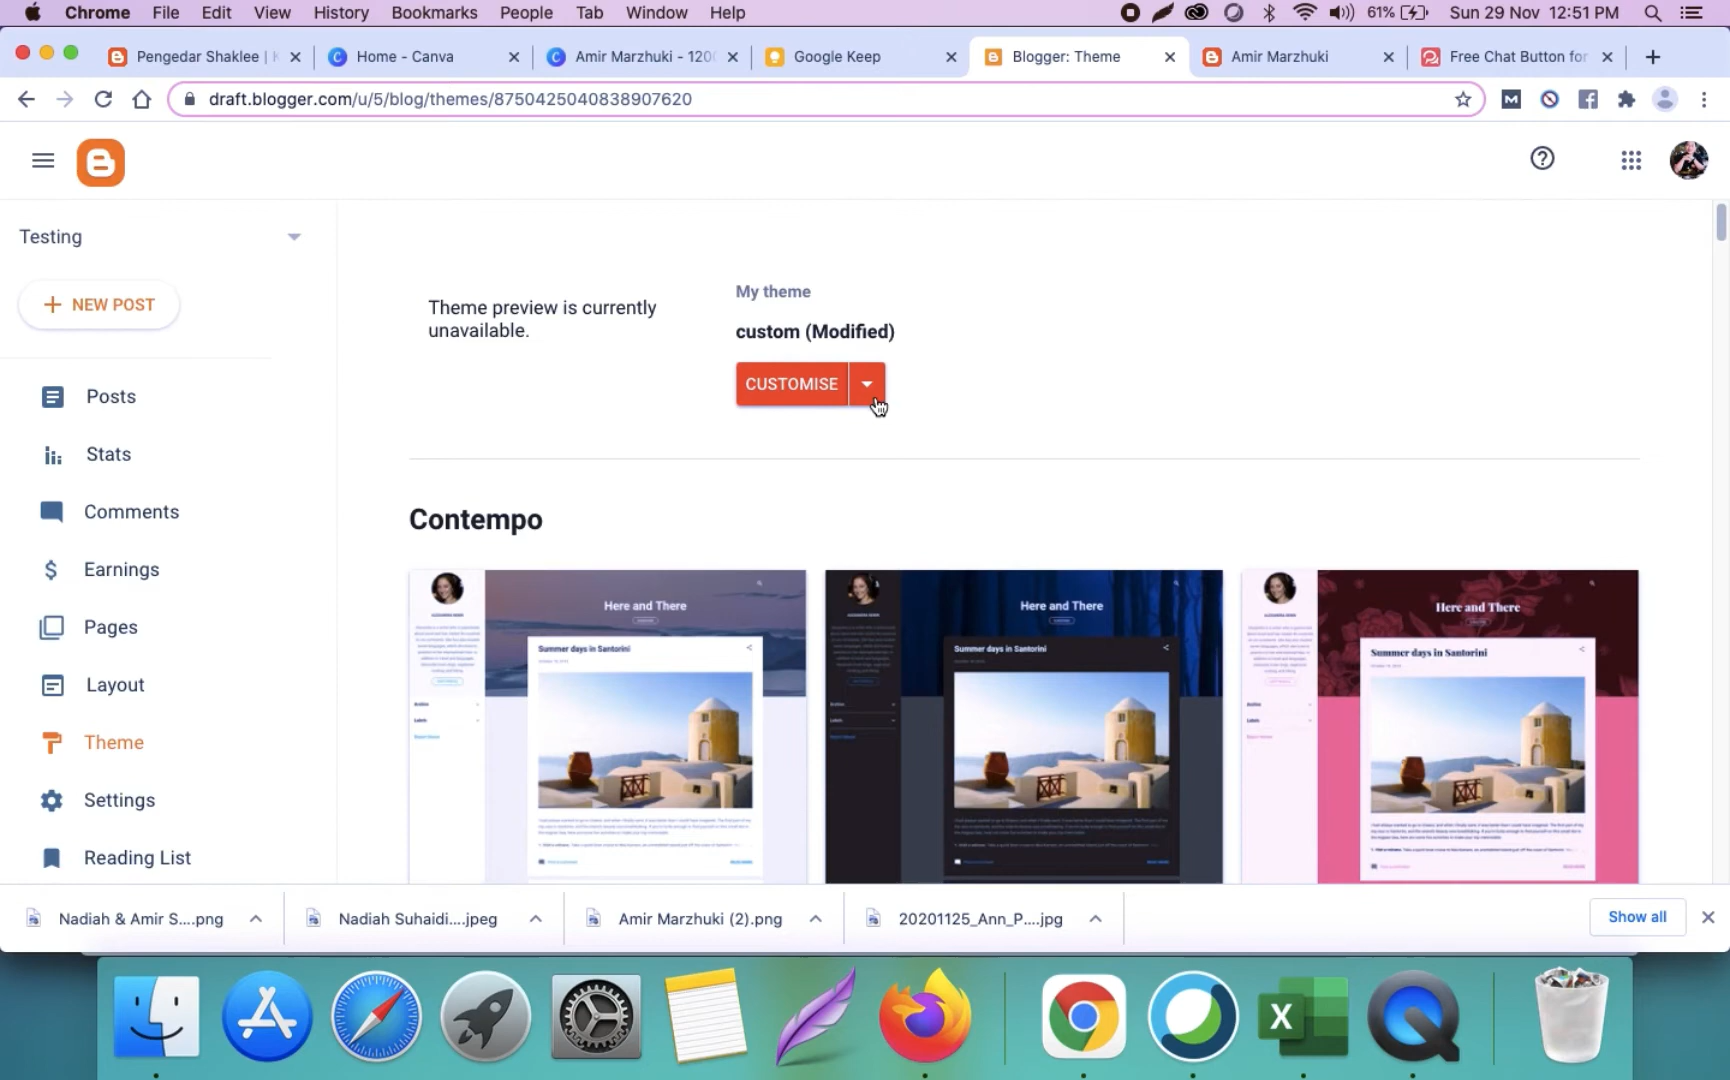 Chrome File Edit View History Bookmarks People Tab Window Help 61% Sun 29 Nov 12:51 PM
Pengedar Shaklee | Home - Canva Amir Marzhuki - 120 Google Keep Blogger: Theme Amir Marzhuki Free Chat Button for
draft.blogger.com/u/5/blog/themes/8750425040838907620
Testing
NEW POST
Posts
Stats
Comments
Earnings
Pages
Layout
Theme
Settings
Reading List
Theme preview is currently
unavailable.
My theme
custom (Modified)
CUSTOMISE
Contempo
Here and There
Summer days in Santorini
Here and There
Summer days in Santorini
Here and There
Summer days in Santorini
Nadiah & Amir S....png Nadiah Suhaidi....jpeg Amir Marzhuki (2).png 20201125_Ann_P....jpg Show all